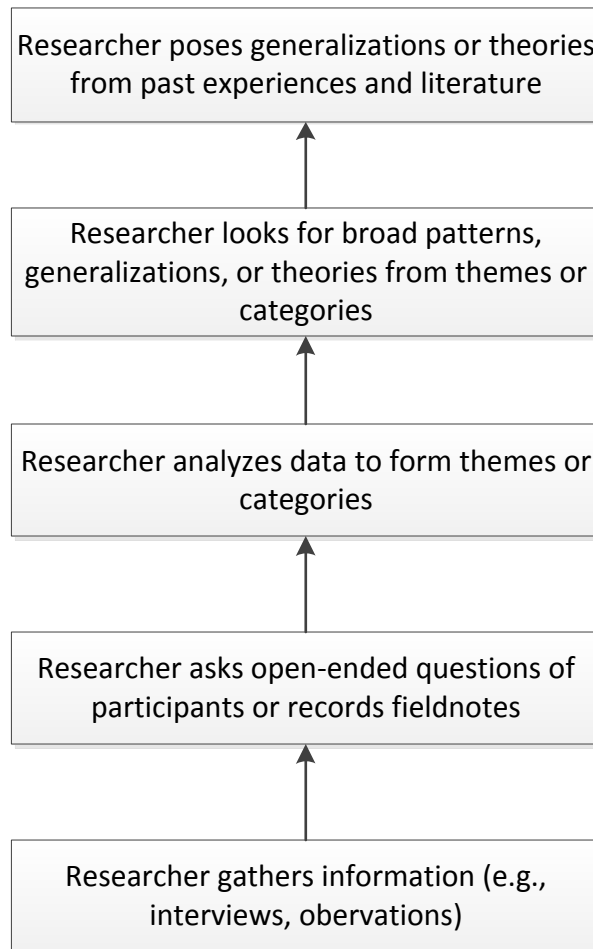 Researcher poses generalizations or theories
from past experiences and literature
Researcher looks for broad patterns,
generalizations, or theories from themes or
categories
Researcher analyzes data to form themes or
categories
Researcher asks open-ended questions of
participants or records fieldnotes
Researcher gathers information (e.g.,
interviews, obervations)